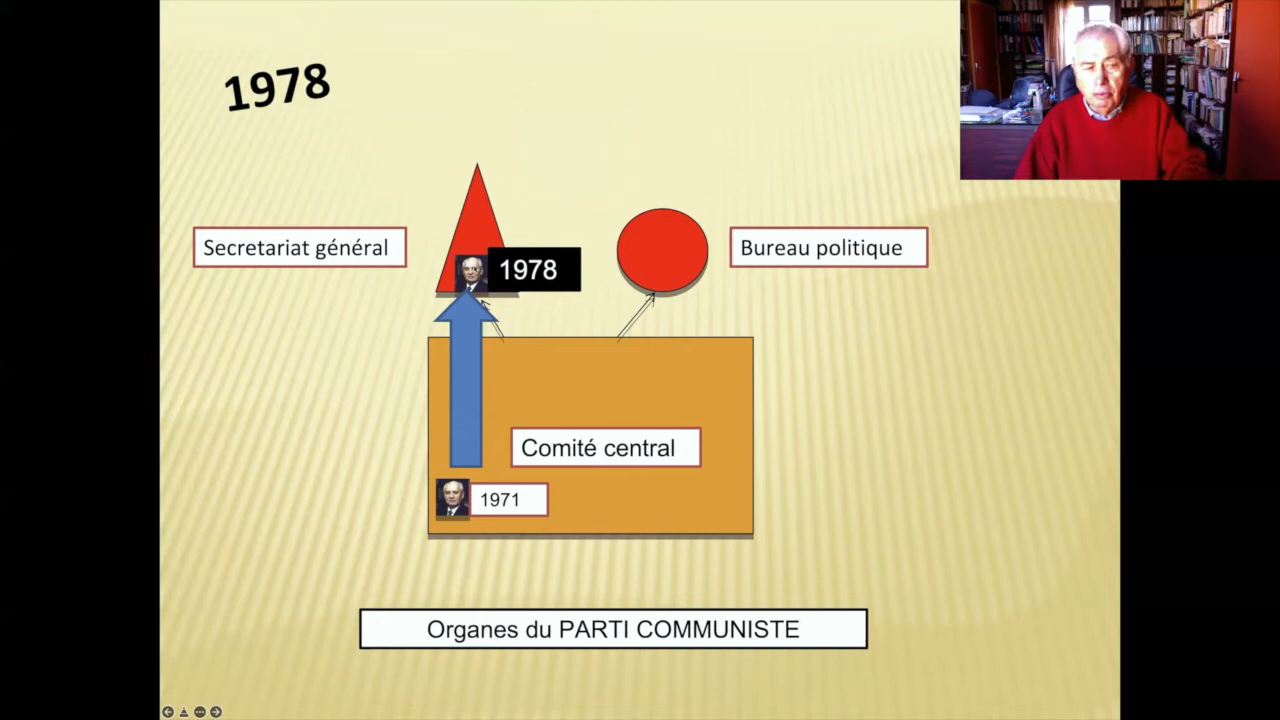 1978
Secretariat général
1978
Bureau politique
Comité central
1971
Organes du PARTI COMMUNISTE